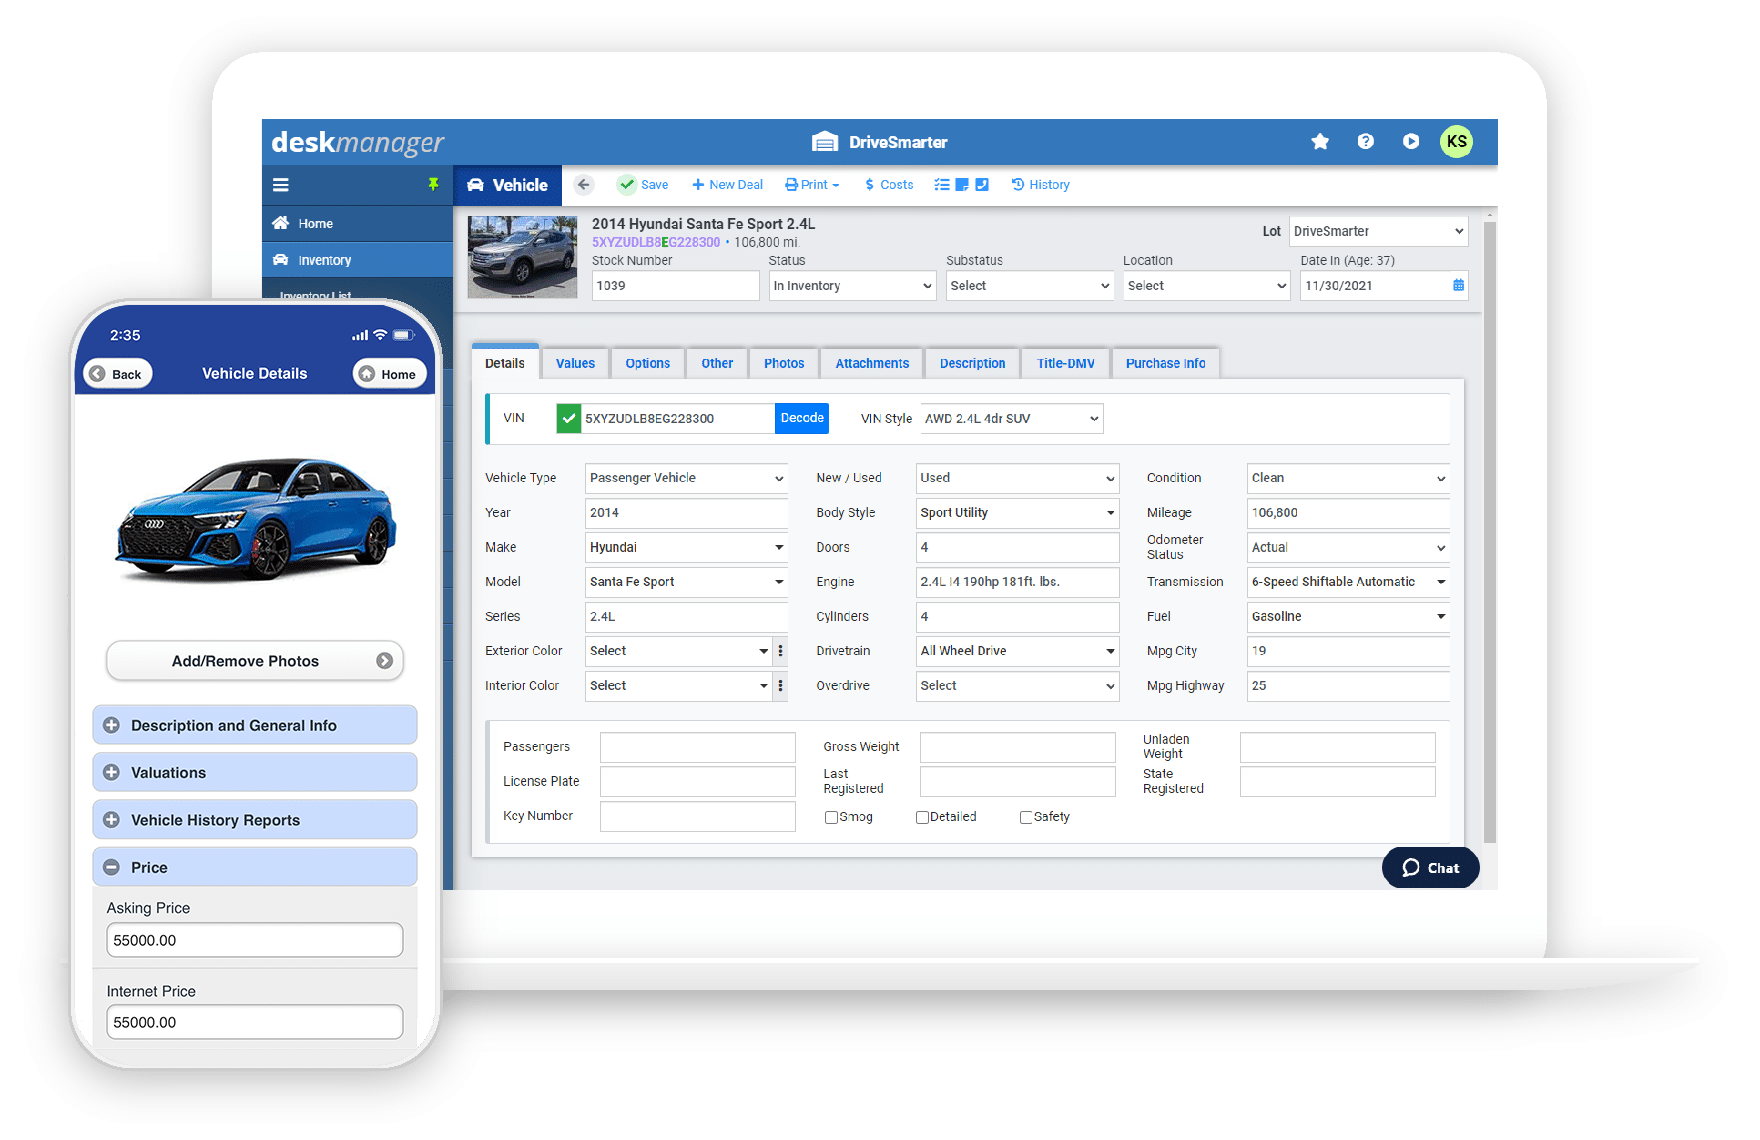 deskmanager
DriveSmarter
KS
Vehicle
Save
New Deal
Print
$ Costs
History
Home
Inventory
Inventory List
2014 Hyundai Santa Fe Sport 2.4L
5XYZUDLB8EG228300 • 106,800 mi.
Lot DriveSmarter
Stock Number Status Substatus Location Date In (Age: 37)
1039 In Inventory Select Select 11/30/2021
Details Values Options Other Photos Attachments Description Title-DMV Purchase Info
VIN 5XYZUDLB8EG228300 Decode VIN Style AWD 2.4L 4dr SUV
Vehicle Type Passenger Vehicle New / Used Used Condition Clean
Year 2014 Body Style Sport Utility Mileage 106,800
Make Hyundai Doors 4 Odometer Status Actual
Model Santa Fe Sport Engine 2.4L I4 190hp 181ft. lbs. Transmission 6-Speed Shiftable Automatic
Series 2.4L Cylinders 4 Fuel Gasoline
Exterior Color Select Drivetrain All Wheel Drive Mpg City 19
Interior Color Select Overdrive Select Mpg Highway 25
Passengers Gross Weight Unladen Weight
License Plate Last Registered State Registered
Key Number Smog Detailed Safety
Chat
2:35
Back Vehicle Details Home
Add/Remove Photos
Description and General Info
Valuations
Vehicle History Reports
Price
Asking Price
55000.00
Internet Price
55000.00